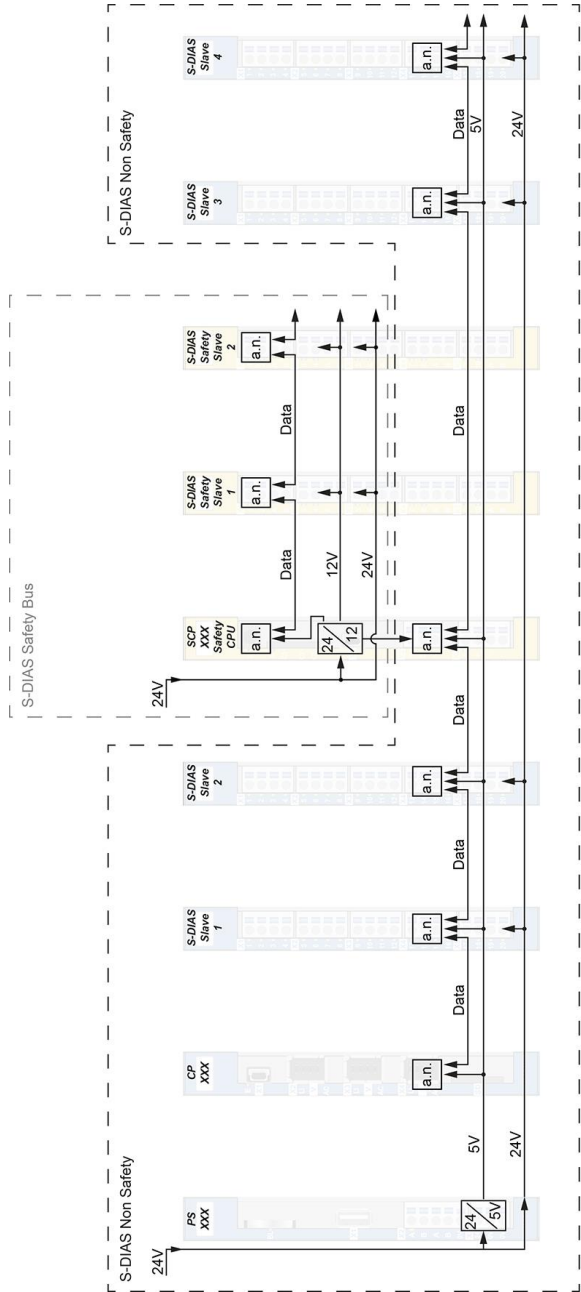 S-DIAS Safety Bus
S-DIAS Non Safety
S-DIAS Non Safety
24V
24V
PS
XXX
CP
XXX
S-DIAS
Slave
1
S-DIAS
Slave
2
SCP
XXX
Safety
CPU
S-DIAS
Safety
Slave
1
S-DIAS
Safety
Slave
2
S-DIAS
Slave
3
S-DIAS
Slave
4
a.n.
a.n.
a.n.
Data
Data
24
12
12V
24V
a.n.
a.n.
a.n.
a.n.
a.n.
a.n.
Data
Data
Data
Data
Data
24
5V
5V
5V
24V
24V